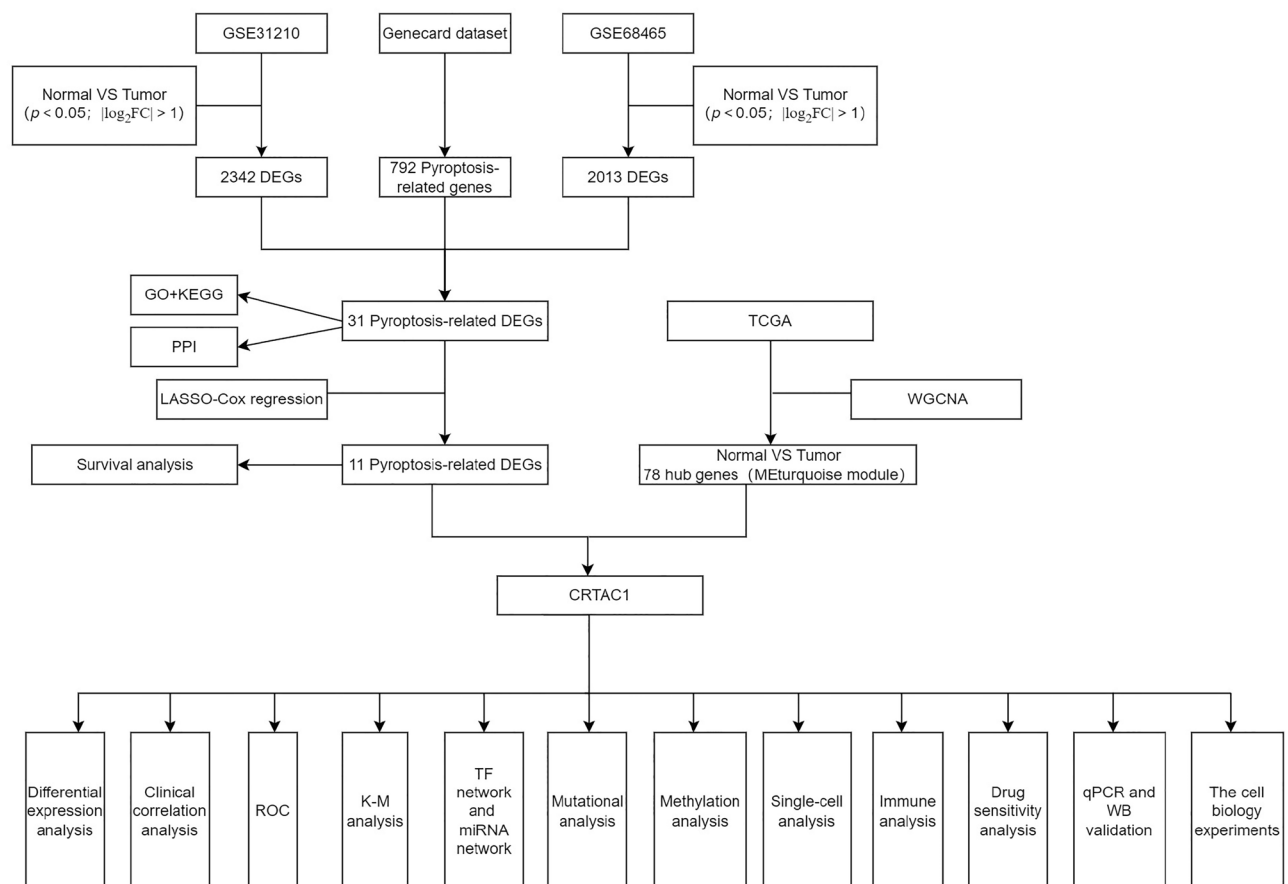 GSE31210
Genecard dataset
GSE68465
Normal VS Tumor
(p < 0.05; |log2FC| > 1)
Normal VS Tumor
(p < 0.05; |log2FC| > 1)
2342 DEGs
792 Pyroptosis-
related genes
2013 DEGs
GO+KEGG
31 Pyroptosis-related DEGs
TCGA
PPI
LASSO-Cox regression
WGCNA
Survival analysis
11 Pyroptosis-related DEGs
Normal VS Tumor
78 hub genes (MEturquoise module)
CRTAC1
Differential
expression
analysis
Clinical
correlation
analysis
ROC
K-M
analysis
TF
network
and
miRNA
network
Mutational
analysis
Methylation
analysis
Single-cell
analysis
Immune
analysis
Drug
sensitivity
analysis
qPCR and
WB
validation
The cell
biology
experiments